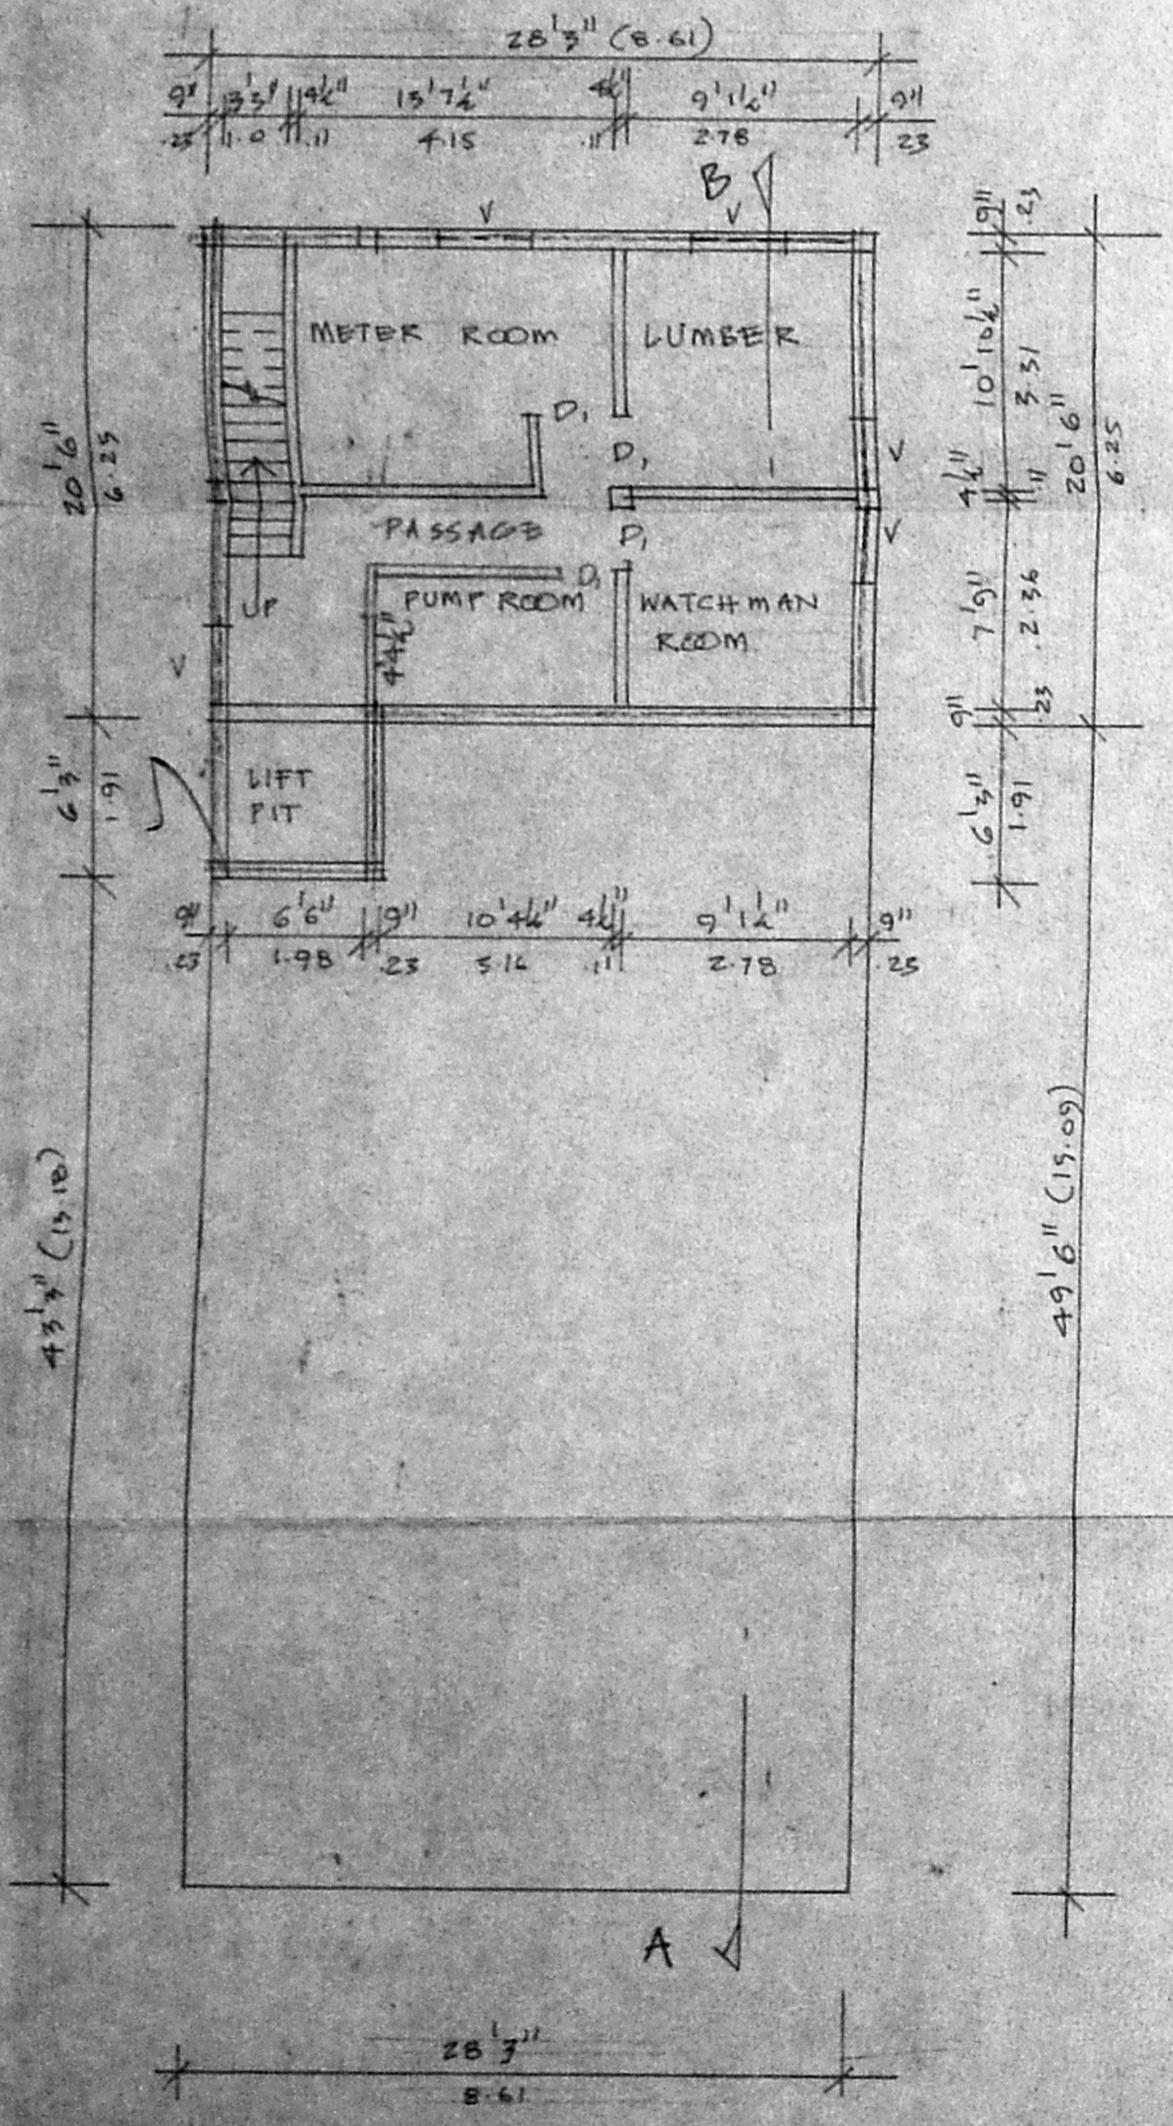 28'3" (8.61)
9" 3'3" 4½" 13'7½" 4½" 9'1½" 9"
.23 1.0 .11 4.15 .11 2.78 23
B
V V
9" .23
METER ROOM LUMBER
10'10½" 3.31
D₁
D₁
20'6" 6.25
V
4½" .11
20'6" 6.25
PASSAGE D₁
V
D₁
UP PUMP ROOM WATCHMAN
ROOM
4'4½"
7'9" 2.36
V
9" .23
LIFT
PIT
6'3" 1.91
6'3" 1.91
9" 6'6" 9" 10'4½" 4½" 9'1½" 9"
.23 1.98 .23 3.16 .11 2.78 .23
43'3" (13.18)
49'6" (15.09)
A
28'3"
8.61